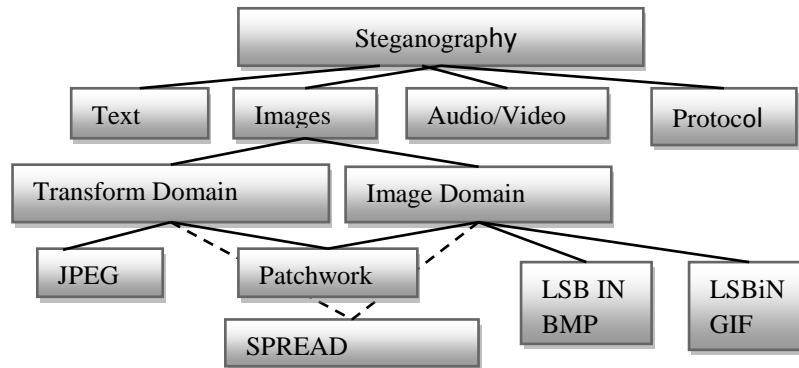 Steganography
Text
Images
Audio/Video
Protocol
Transform Domain
Image Domain
JPEG
Patchwork
LSB IN
BMP
LSBiN
GIF
SPREAD